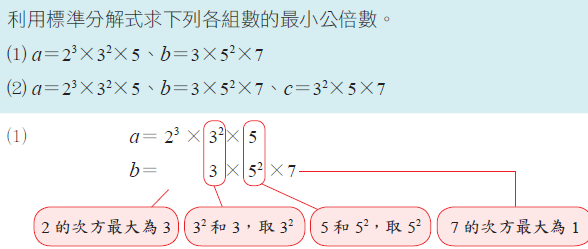 利用標準分解式求下列各組數的最小公倍數。
(1) a＝2³×3²×5、b＝3×5²×7
(2) a＝2³×3²×5、b＝3×5²×7、c＝3²×5×7
(1) a＝ 2³ × 3² × 5
b＝ 3 × 5² × 7
2 的次方最大為 3 3² 和 3，取 3² 5 和 5²，取 5² 7 的次方最大為 1